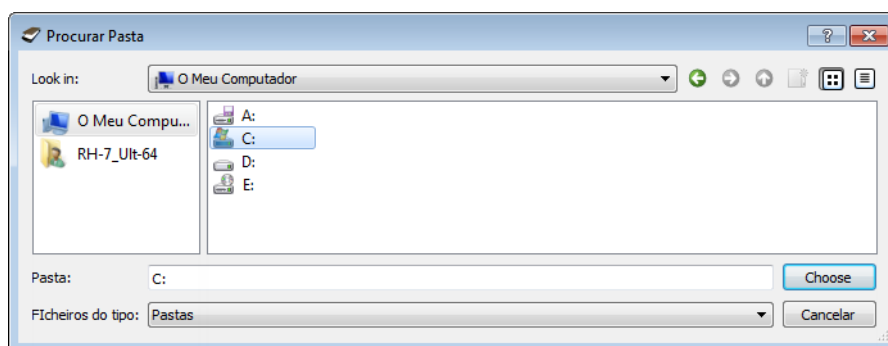 Procurar Pasta
Look in: O Meu Computador
O Meu Compu... A:
RH-7_Ult-64 C:
D:
E:
Pasta: C: Choose
FIcheiros do tipo: Pastas Cancelar